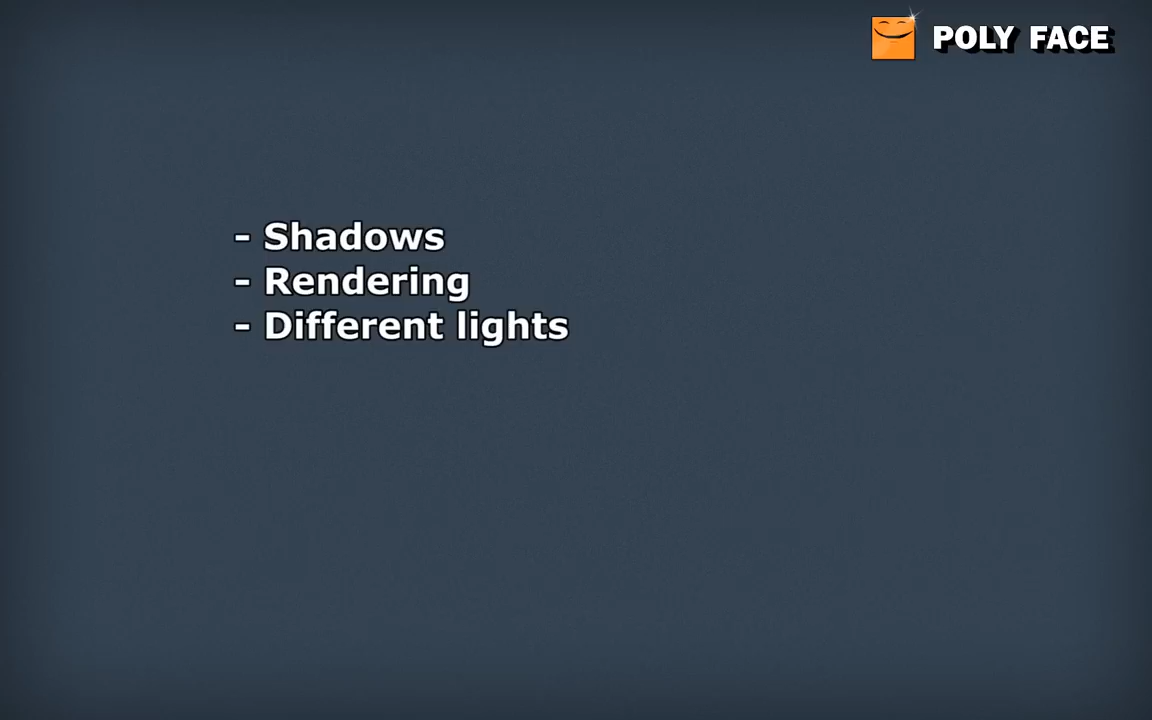 POLY FACE
- Shadows
- Rendering
- Different lights